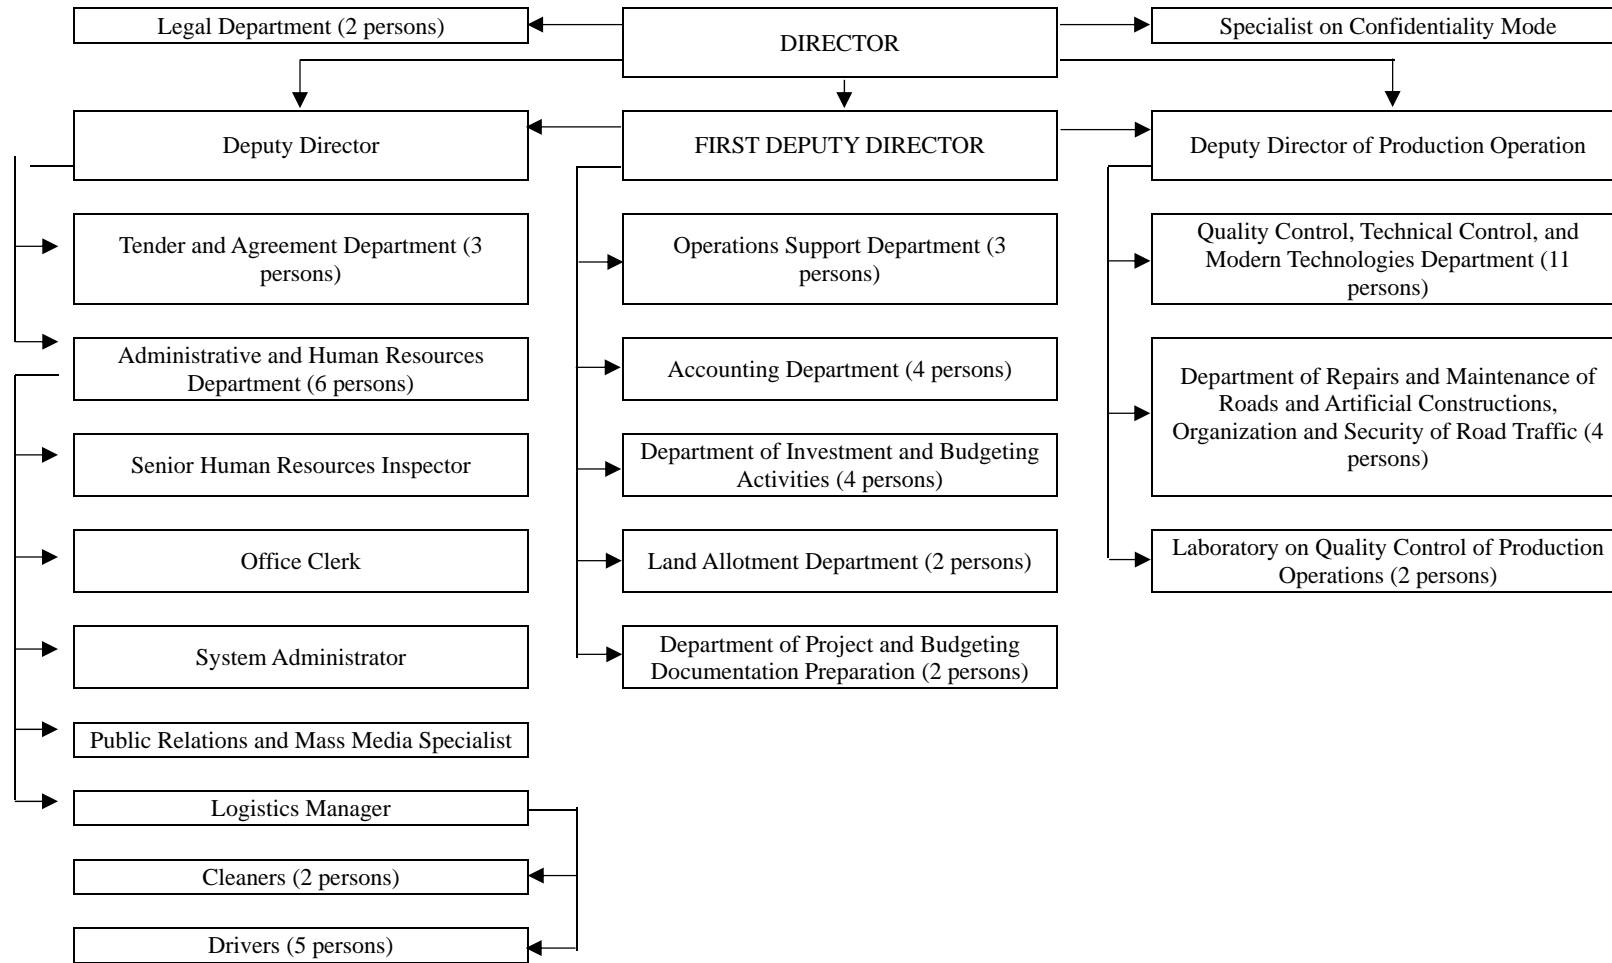 Legal Department (2 persons)
DIRECTOR
Specialist on Confidentiality Mode
Deputy Director
FIRST DEPUTY DIRECTOR
Deputy Director of Production Operation
Tender and Agreement Department (3
persons)
Operations Support Department (3
persons)
Quality Control, Technical Control, and
Modern Technologies Department (11
persons)
Administrative and Human Resources
Department (6 persons)
Accounting Department (4 persons)
Department of Repairs and Maintenance of
Roads and Artificial Constructions,
Organization and Security of Road Traffic (4
persons)
Senior Human Resources Inspector
Department of Investment and Budgeting
Activities (4 persons)
Office Clerk
Land Allotment Department (2 persons)
Laboratory on Quality Control of Production
Operations (2 persons)
System Administrator
Department of Project and Budgeting
Documentation Preparation (2 persons)
Public Relations and Mass Media Specialist
Logistics Manager
Cleaners (2 persons)
Drivers (5 persons)